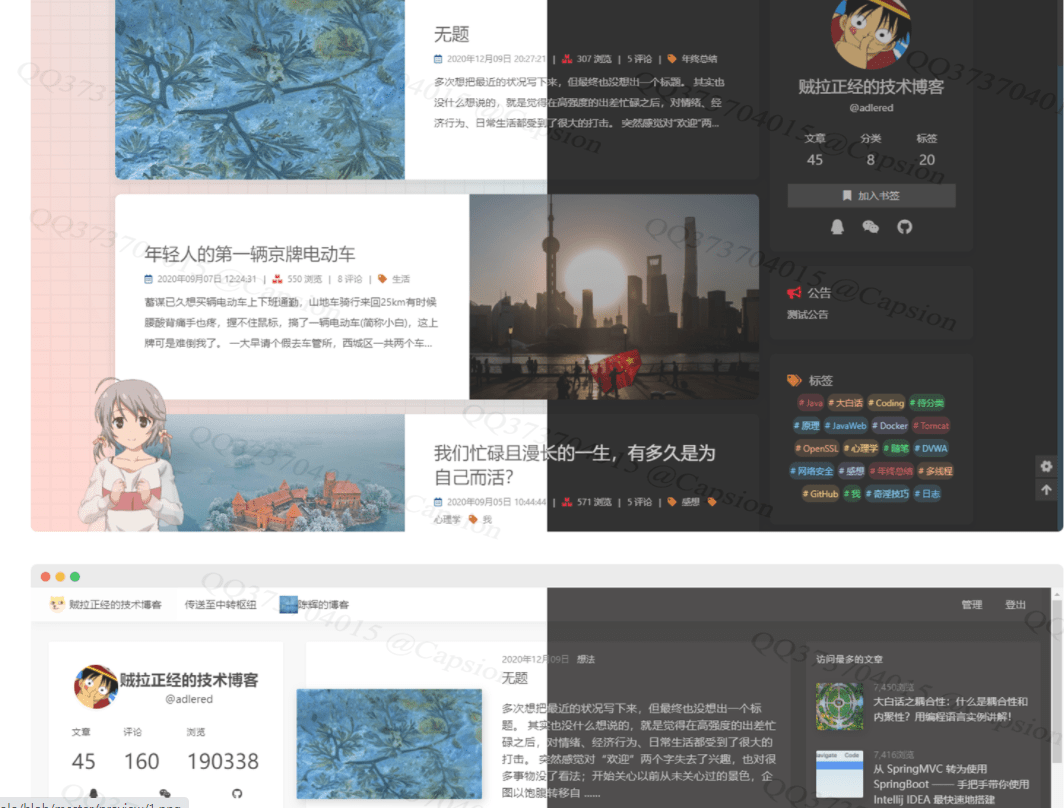 无题
2020年12月09日 20:27:21 | 307 浏览 | 5 评论 | 年终总结
多次想把最近的状况写下来，但最终也没想出一个标题。 其实也
没什么想说的，就是觉得在高强度的出差忙碌之后，对情绪、经
济行为、日常生活都受到了很大的打击。 突然感觉对“欢迎”两...
年轻人的第一辆京牌电动车
2020年09月07日 12:24:31 | 550 浏览 | 8 评论 | 生活
蓄谋已久想买辆电动车上下班通勤，山地车骑行来回25km有时候
腰酸背痛手也疼，握不住鼠标，搞了一辆电动车(简称小白)，这上
牌可是难倒我了。 一大早请个假去车管所，西城区一共两个车...
我们忙碌且漫长的一生，有多久是为
自己而活？
2020年09月05日 10:44:44 | 571 浏览 | 5 评论 | 感想
心理学 我
贼拉正经的技术博客
@adlered
文章 分类 标签
45 8 20
加入书签
公告
测试公告
标签
# Java # 大白话 # Coding # 待分类
# 原理 # JavaWeb # Docker # Tomcat
# OpenSSL # 心理学 # 随笔 # DVWA
# 网络安全 # 感想 # 年终总结 # 多线程
# GitHub # 我 # 奇淫技巧 # 日志
QQ373704015 @Capsion
贼拉正经的技术博客 传送至中转枢纽 陈辉的博客 管理 登出
贼拉正经的技术博客
@adlered
文章 评论 浏览
45 160 190338
2020年12月09日 想法
无题
多次想把最近的状况写下来，但最终也没想出一个标
题。 其实也没什么想说的，就是觉得在高强度的出差忙
碌之后，对情绪、经济行为、日常生活都受到了很大的
打击。 突然感觉对“欢迎”两个字失去了兴趣，也对很
多事物没了看法；开始关心以前从未关心过的景色，企
图以饱腹转移自 ......
访问最多的文章
7,450浏览
大白话之耦合性：什么是耦合性和
内聚性？用编程语言实例讲解！
7,416浏览
从 SpringMVC 转为使用
SpringBoot —— 手把手带你使用
Intellij IDEA 最快速地搭建
Navigate Code